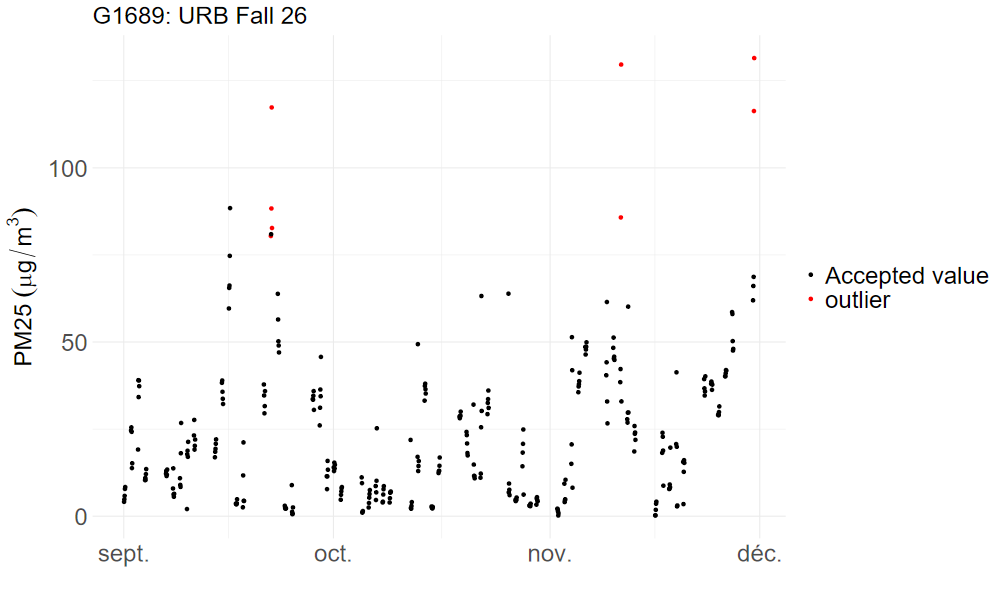 G1689: URB Fall 26
PM25 (μg/m³)
100
50
0
sept.
oct.
nov.
déc.
Accepted value
outlier